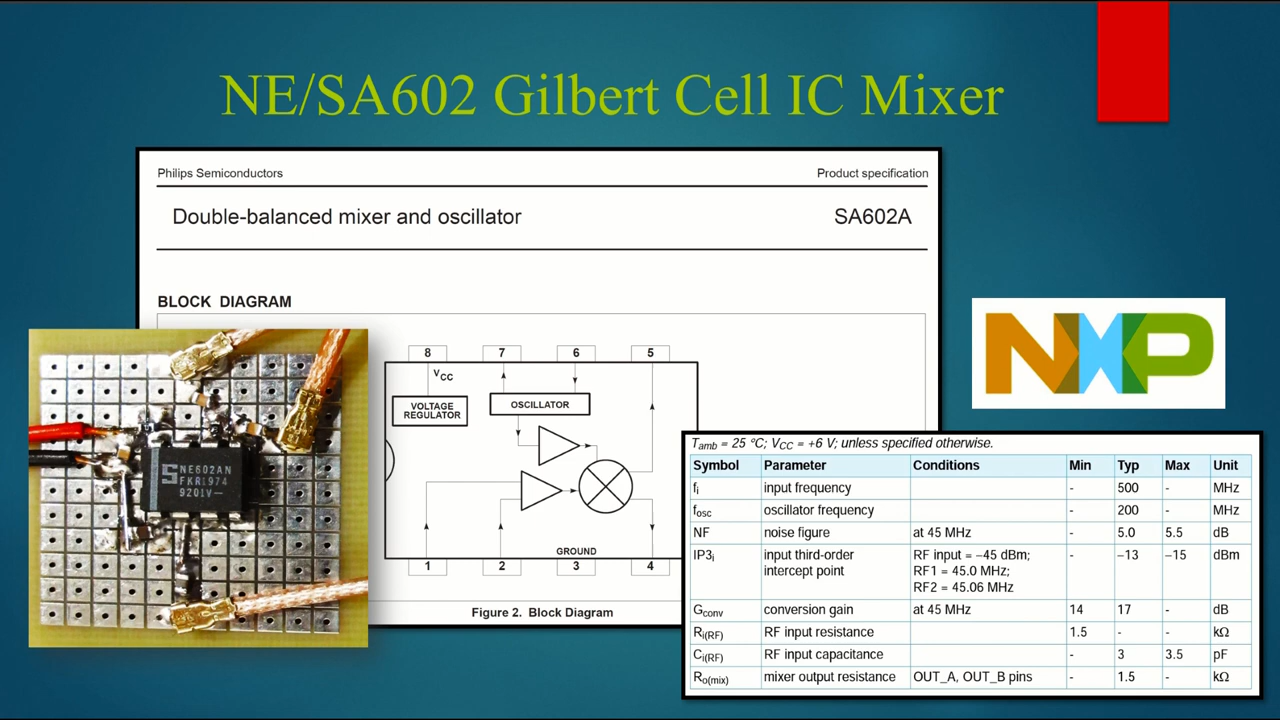 NE/SA602 Gilbert Cell IC Mixer
Philips Semiconductors Product specification
Double-balanced mixer and oscillator SA602A
BLOCK DIAGRAM
8 7 6 5
VCC
VOLTAGE
REGULATOR
OSCILLATOR
GROUND
1 2 3 4
Figure 2. Block Diagram
S NE602AN
FKR1974
9201V
NXP
Tamb = 25 °C; VCC = +6 V; unless specified otherwise.
Symbol Parameter Conditions Min Typ Max Unit
fi input frequency - 500 - MHz
fosc oscillator frequency - 200 - MHz
NF noise figure at 45 MHz - 5.0 5.5 dB
IP3i input third-order RF input = −45 dBm; - −13 −15 dBm
intercept point RF1 = 45.0 MHz;
RF2 = 45.06 MHz
Gconv conversion gain at 45 MHz 14 17 - dB
Ri(RF) RF input resistance 1.5 - - kΩ
Ci(RF) RF input capacitance - 3 3.5 pF
Ro(mix) mixer output resistance OUT_A, OUT_B pins - 1.5 - kΩ